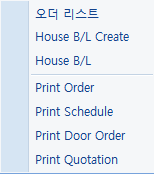 오더 리스트
House B/L Create
House B/L
Print Order
Print Schedule
Print Door Order
Print Quotation